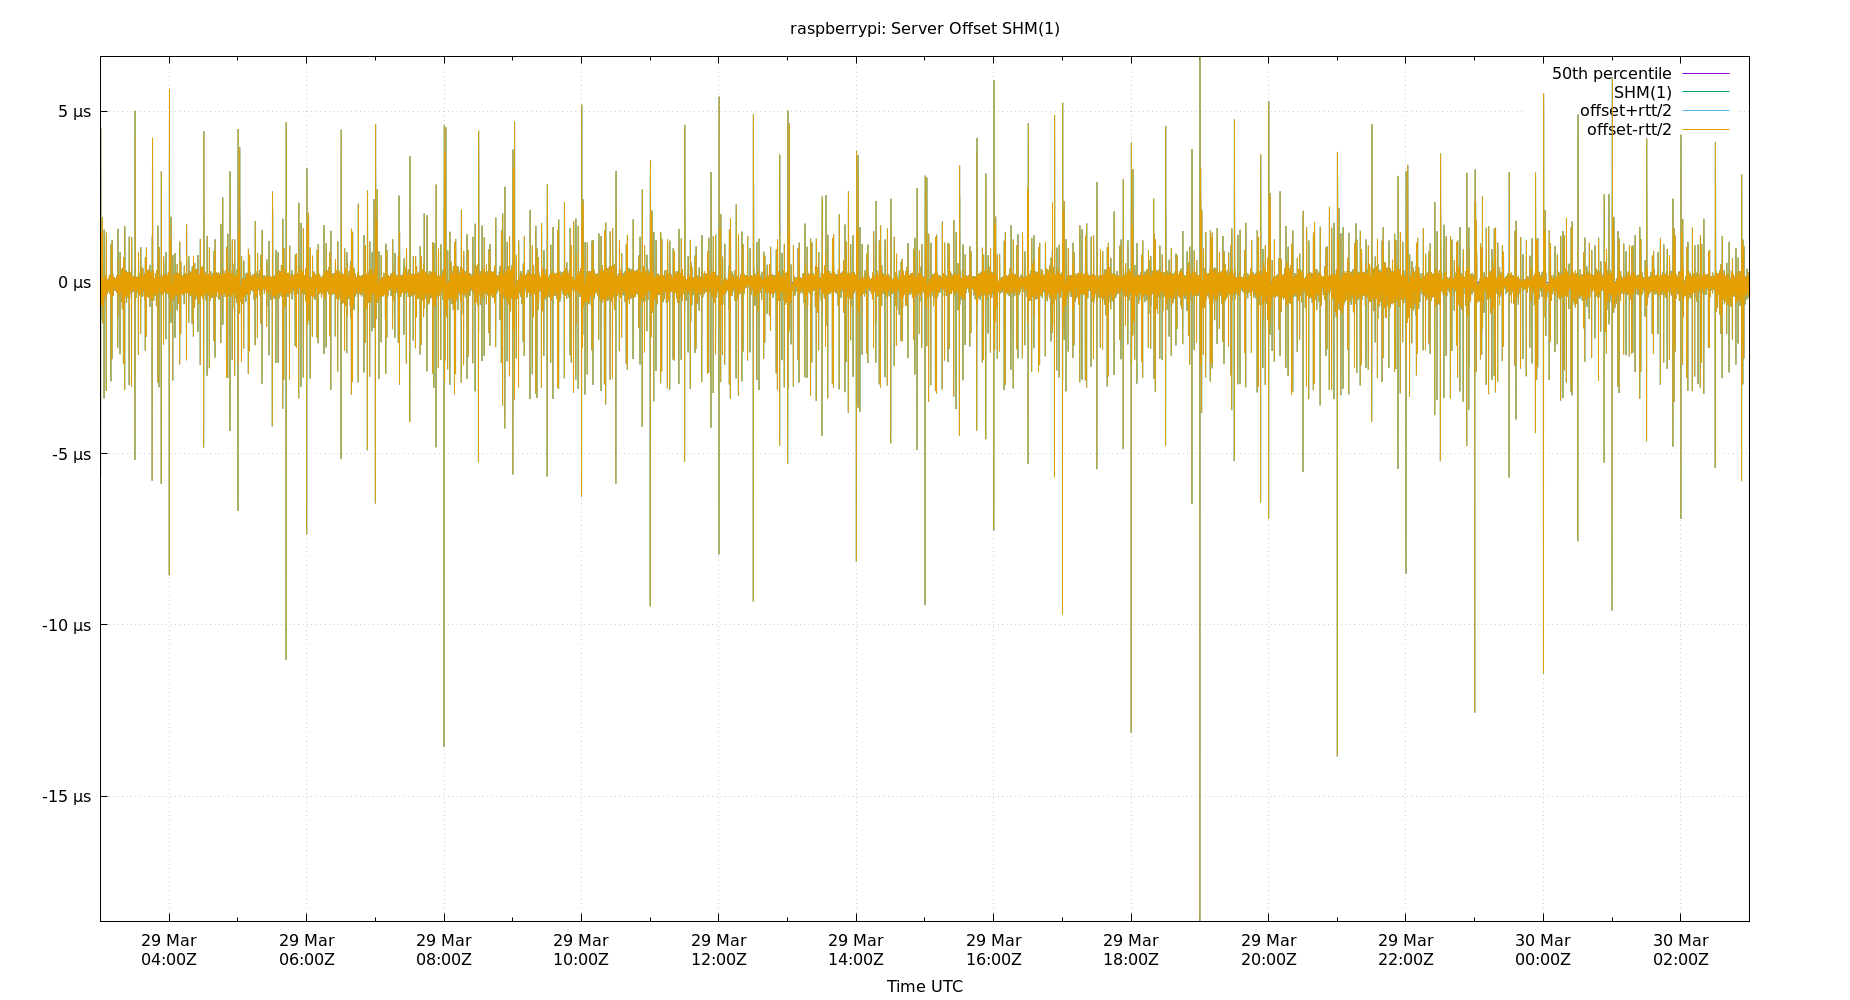 raspberrypi: Server Offset SHM(1)
50th percentile
SHM(1)
offset+rtt/2
offset-rtt/2
5 µs
0 µs
-5 µs
-10 µs
-15 µs
29 Mar 29 Mar 29 Mar 29 Mar 29 Mar 29 Mar 29 Mar 29 Mar 29 Mar 29 Mar 30 Mar 30 Mar
04:00Z 06:00Z 08:00Z 10:00Z 12:00Z 14:00Z 16:00Z 18:00Z 20:00Z 22:00Z 00:00Z 02:00Z
Time UTC